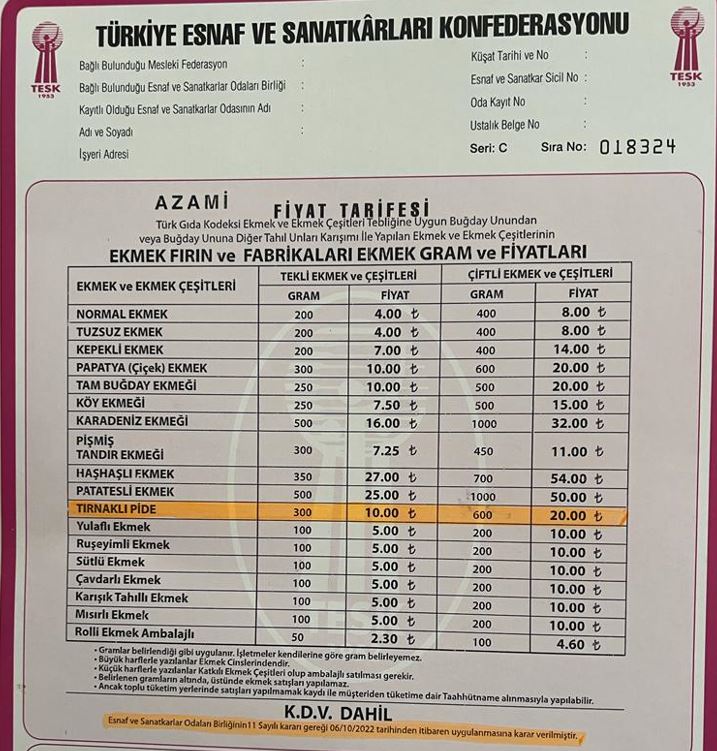 TÜRKİYE ESNAF VE SANATKÂRLARI KONFEDERASYONU
TESK
1953
TESK
1953
Bağlı Bulunduğu Mesleki Federasyon :
Bağlı Bulunduğu Esnaf ve Sanatkarlar Odaları Birliği :
Kayıtlı Olduğu Esnaf ve Sanatkarlar Odasının Adı :
Adı ve Soyadı :
İşyeri Adresi
Küşat Tarihi ve No :
Esnaf ve Sanatkar Sicil No :
Oda Kayıt No :
Ustalık Belge No :
Seri: C Sıra No: 018324
AZAMİ FİYAT TARİFESİ
Türk Gıda Kodeksi Ekmek ve Ekmek Çeşitleri Tebliğine Uygun Buğday Unundan
veya Buğday Ununa Diğer Tahıl Unları Karışımı İle Yapılan Ekmek ve Ekmek Çeşitlerinin
EKMEK FIRIN ve FABRİKALARI EKMEK GRAM ve FİYATLARI
EKMEK ve EKMEK ÇEŞİTLERİ TEKLİ EKMEK ve ÇEŞİTLERİ ÇİFTLİ EKMEK ve ÇEŞİTLERİ
GRAM FİYAT GRAM FİYAT
NORMAL EKMEK 200 4.00 ₺ 400 8.00 ₺
TUZSUZ EKMEK 200 4.00 ₺ 400 8.00 ₺
KEPEKLİ EKMEK 200 7.00 ₺ 400 14.00 ₺
PAPATYA (Çiçek) EKMEK 300 10.00 ₺ 600 20.00 ₺
TAM BUĞDAY EKMEĞİ 250 10.00 ₺ 500 20.00 ₺
KÖY EKMEĞİ 250 7.50 ₺ 500 15.00 ₺
KARADENİZ EKMEĞİ 500 16.00 ₺ 1000 32.00 ₺
PİŞMİŞ
TANDIR EKMEĞİ 300 7.25 ₺ 450 11.00 ₺
HAŞHAŞLI EKMEK 350 27.00 ₺ 700 54.00 ₺
PATATESLİ EKMEK 500 25.00 ₺ 1000 50.00 ₺
TIRNAKLI PİDE 300 10.00 ₺ 600 20.00 ₺
Yulaflı Ekmek 100 5.00 ₺ 200 10.00 ₺
Ruşeyimli Ekmek 100 5.00 ₺ 200 10.00 ₺
Sütlü Ekmek 100 5.00 ₺ 200 10.00 ₺
Çavdarlı Ekmek 100 5.00 ₺ 200 10.00 ₺
Karışık Tahıllı Ekmek 100 5.00 ₺ 200 10.00 ₺
Mısırlı Ekmek 100 5.00 ₺ 200 10.00 ₺
Rolli Ekmek Ambalajlı 50 2.30 ₺ 100 4.60 ₺
TESK
• Gramlar belirlendiği gibi uygulanır. İşletmeler kendilerine göre gram belirleyemez.
• Büyük harflerle yazılanlar Ekmek Cinslerindendir.
• Küçük harflerle yazılanlar Katkılı Ekmek Çeşitleri olup ambalajlı satılması gerekir.
• Belirlenen gramların altında, üstünde ekmek satışları yapılamaz.
• Ancak toplu tüketim yerlerinde satışları yapılmamak kaydı ile müşteriden tüketime dair Taahhütname alınmasıyla yapılabilir.
K.D.V. DAHİL
Esnaf ve Sanatkarlar Odaları Birliğinin11 Sayılı kararı gereği 06/10/2022 tarihinden itibaren uygulanmasına karar verilmiştir.